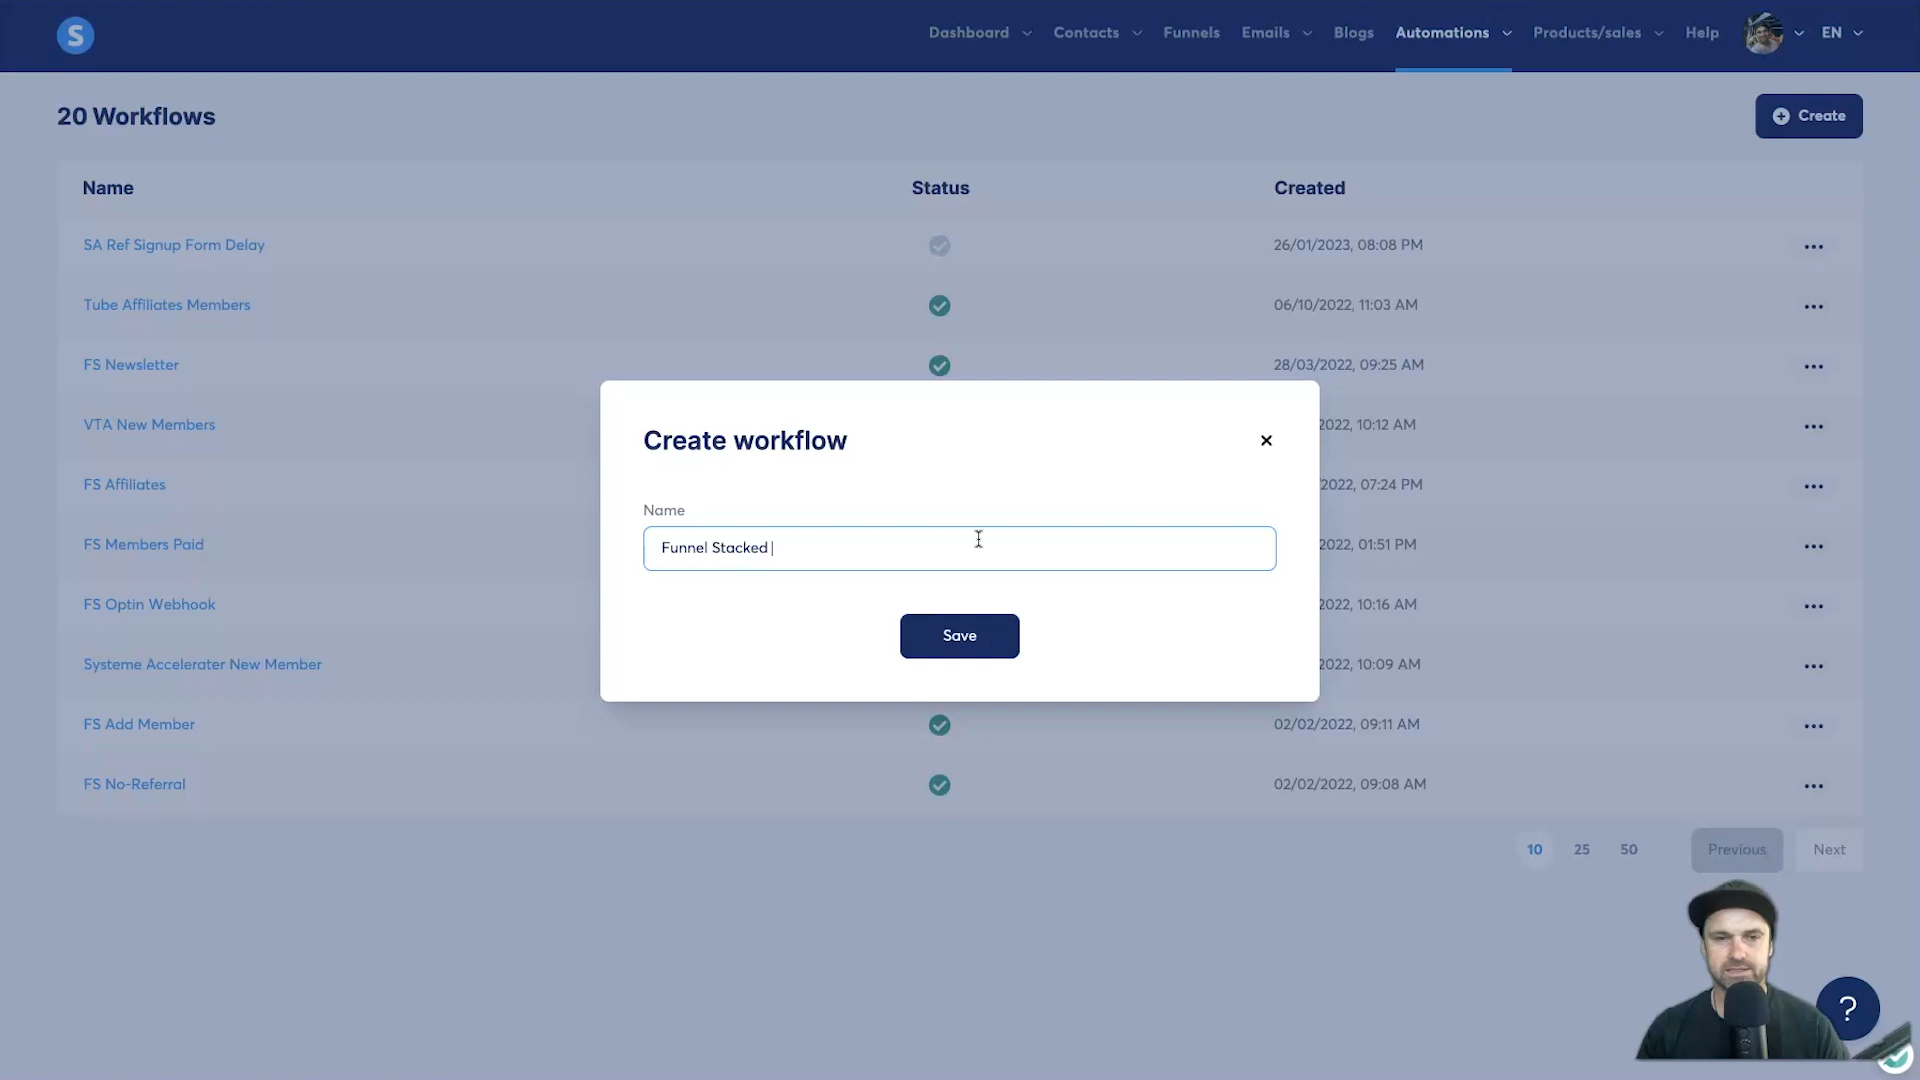 S Dashboard Contacts Funnels Emails Blogs Automations Products/sales Help EN
20 Workflows Create
Name Status Created
SA Ref Signup Form Delay 26/01/2023, 08:08 PM
Tube Affiliates Members 06/10/2022, 11:03 AM
FS Newsletter 28/03/2022, 09:25 AM
VTA New Members 2022, 10:12 AM
FS Affiliates 2022, 07:24 PM
FS Members Paid 2022, 01:51 PM
FS Optin Webhook 2022, 10:16 AM
Systeme Accelerater New Member 2022, 10:09 AM
FS Add Member 02/02/2022, 09:11 AM
FS No-Referral 02/02/2022, 09:08 AM
Create workflow
Name
Funnel Stacked
Save
10 25 50 Previous Next
?